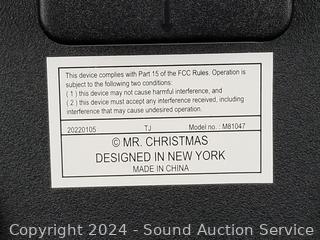 This device complies with Part 15 of the FCC Rules. Operation is
subject to the following two conditions:
( 1 ) this device may not cause harmful interference, and
( 2 ) this device must accept any interference received, including
interference that may cause undesired operation.
20220105 TJ Model no.: M81047
© MR. CHRISTMAS
DESIGNED IN NEW YORK
MADE IN CHINA
Copyright 2024 - Sound Auction Service